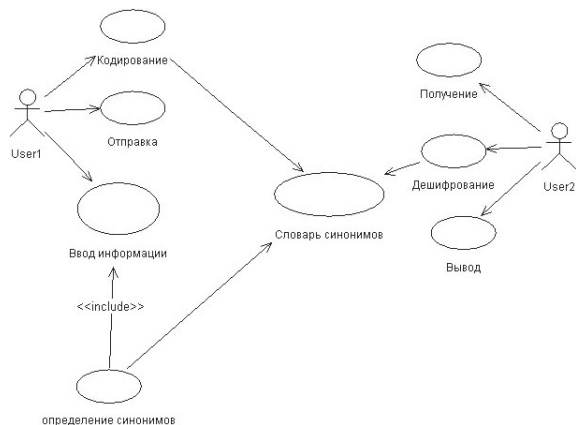 Кодирование
Получение
User1
Отправка
Дешифрование
User2
Словарь синонимов
Ввод информации
Вывод
<<include>>
определение синонимов